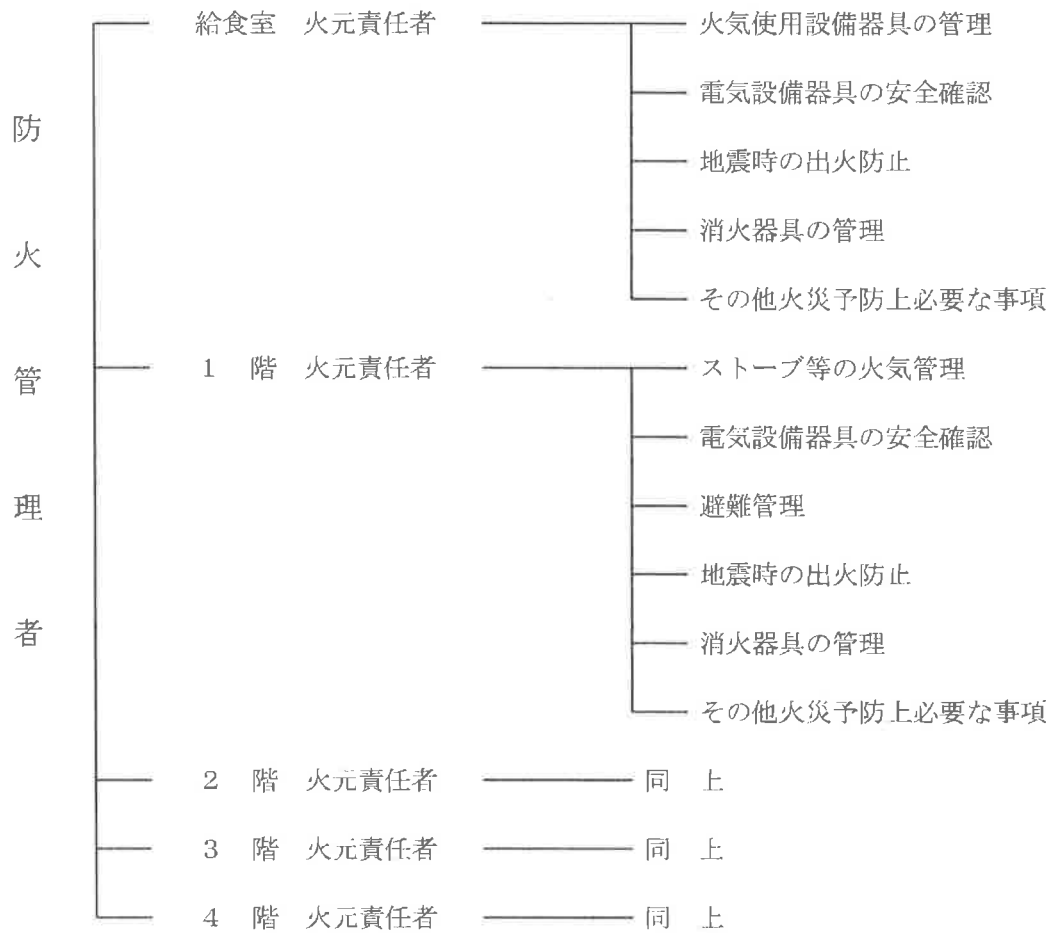 防火管理者
給食室 火元責任者 火気使用設備器具の管理
電気設備器具の安全確認
地震時の出火防止
消火器具の管理
その他火災予防上必要な事項
1 階 火元責任者 ストーブ等の火気管理
電気設備器具の安全確認
避難管理
地震時の出火防止
消火器具の管理
その他火災予防上必要な事項
2 階 火元責任者 同 上
3 階 火元責任者 同 上
4 階 火元責任者 同 上